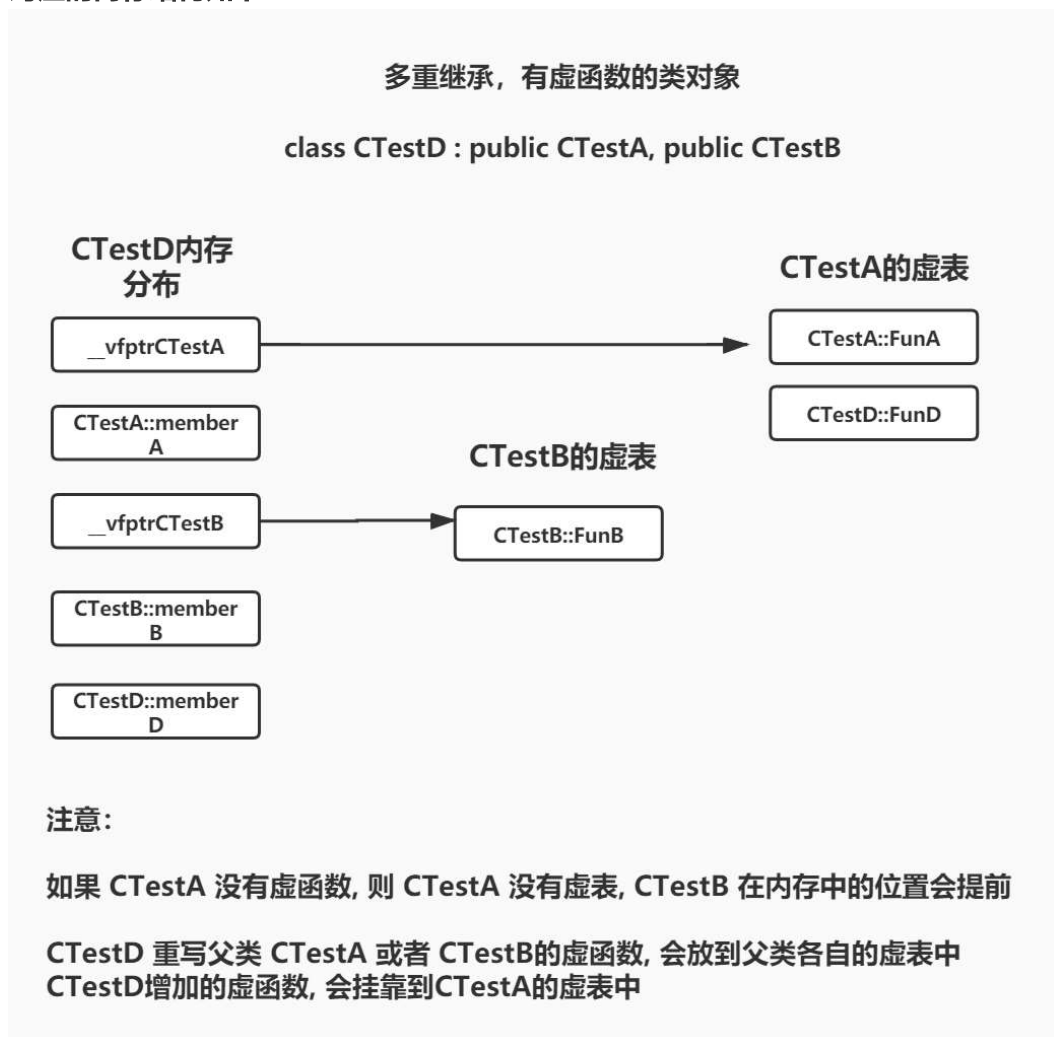 多重继承，有虚函数的类对象
class CTestD : public CTestA, public CTestB
CTestD内存
分布
CTestA的虚表
__vfptrCTestA
CTestA::FunA
CTestA::member
A
CTestD::FunD
CTestB的虚表
__vfptrCTestB
CTestB::FunB
CTestB::member
B
CTestD::member
D
注意：
如果 CTestA 没有虚函数, 则 CTestA 没有虚表, CTestB 在内存中的位置会提前
CTestD 重写父类 CTestA 或者 CTestB的虚函数, 会放到父类各自的虚表中
CTestD增加的虚函数, 会挂靠到CTestA的虚表中